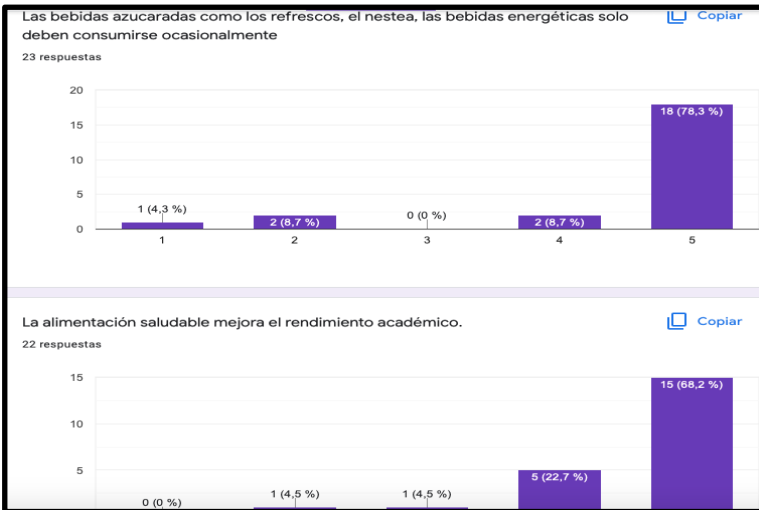 Las bebidas azucaradas como los refrescos, el nestea, las bebidas energéticas solo
deben consumirse ocasionalmente
Copiar
23 respuestas
20
15
10
5
0
1 (4,3 %)
2 (8,7 %)
0 (0 %)
2 (8,7 %)
18 (78,3 %)
1
2
3
4
5
La alimentación saludable mejora el rendimiento académico.
Copiar
22 respuestas
15
10
5
0 (0 %)
1 (4,5 %)
1 (4,5 %)
5 (22,7 %)
15 (68,2 %)